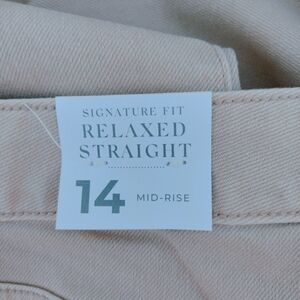 SIGNATURE FIT
RELAXED
STRAIGHT
14 MID-RISE